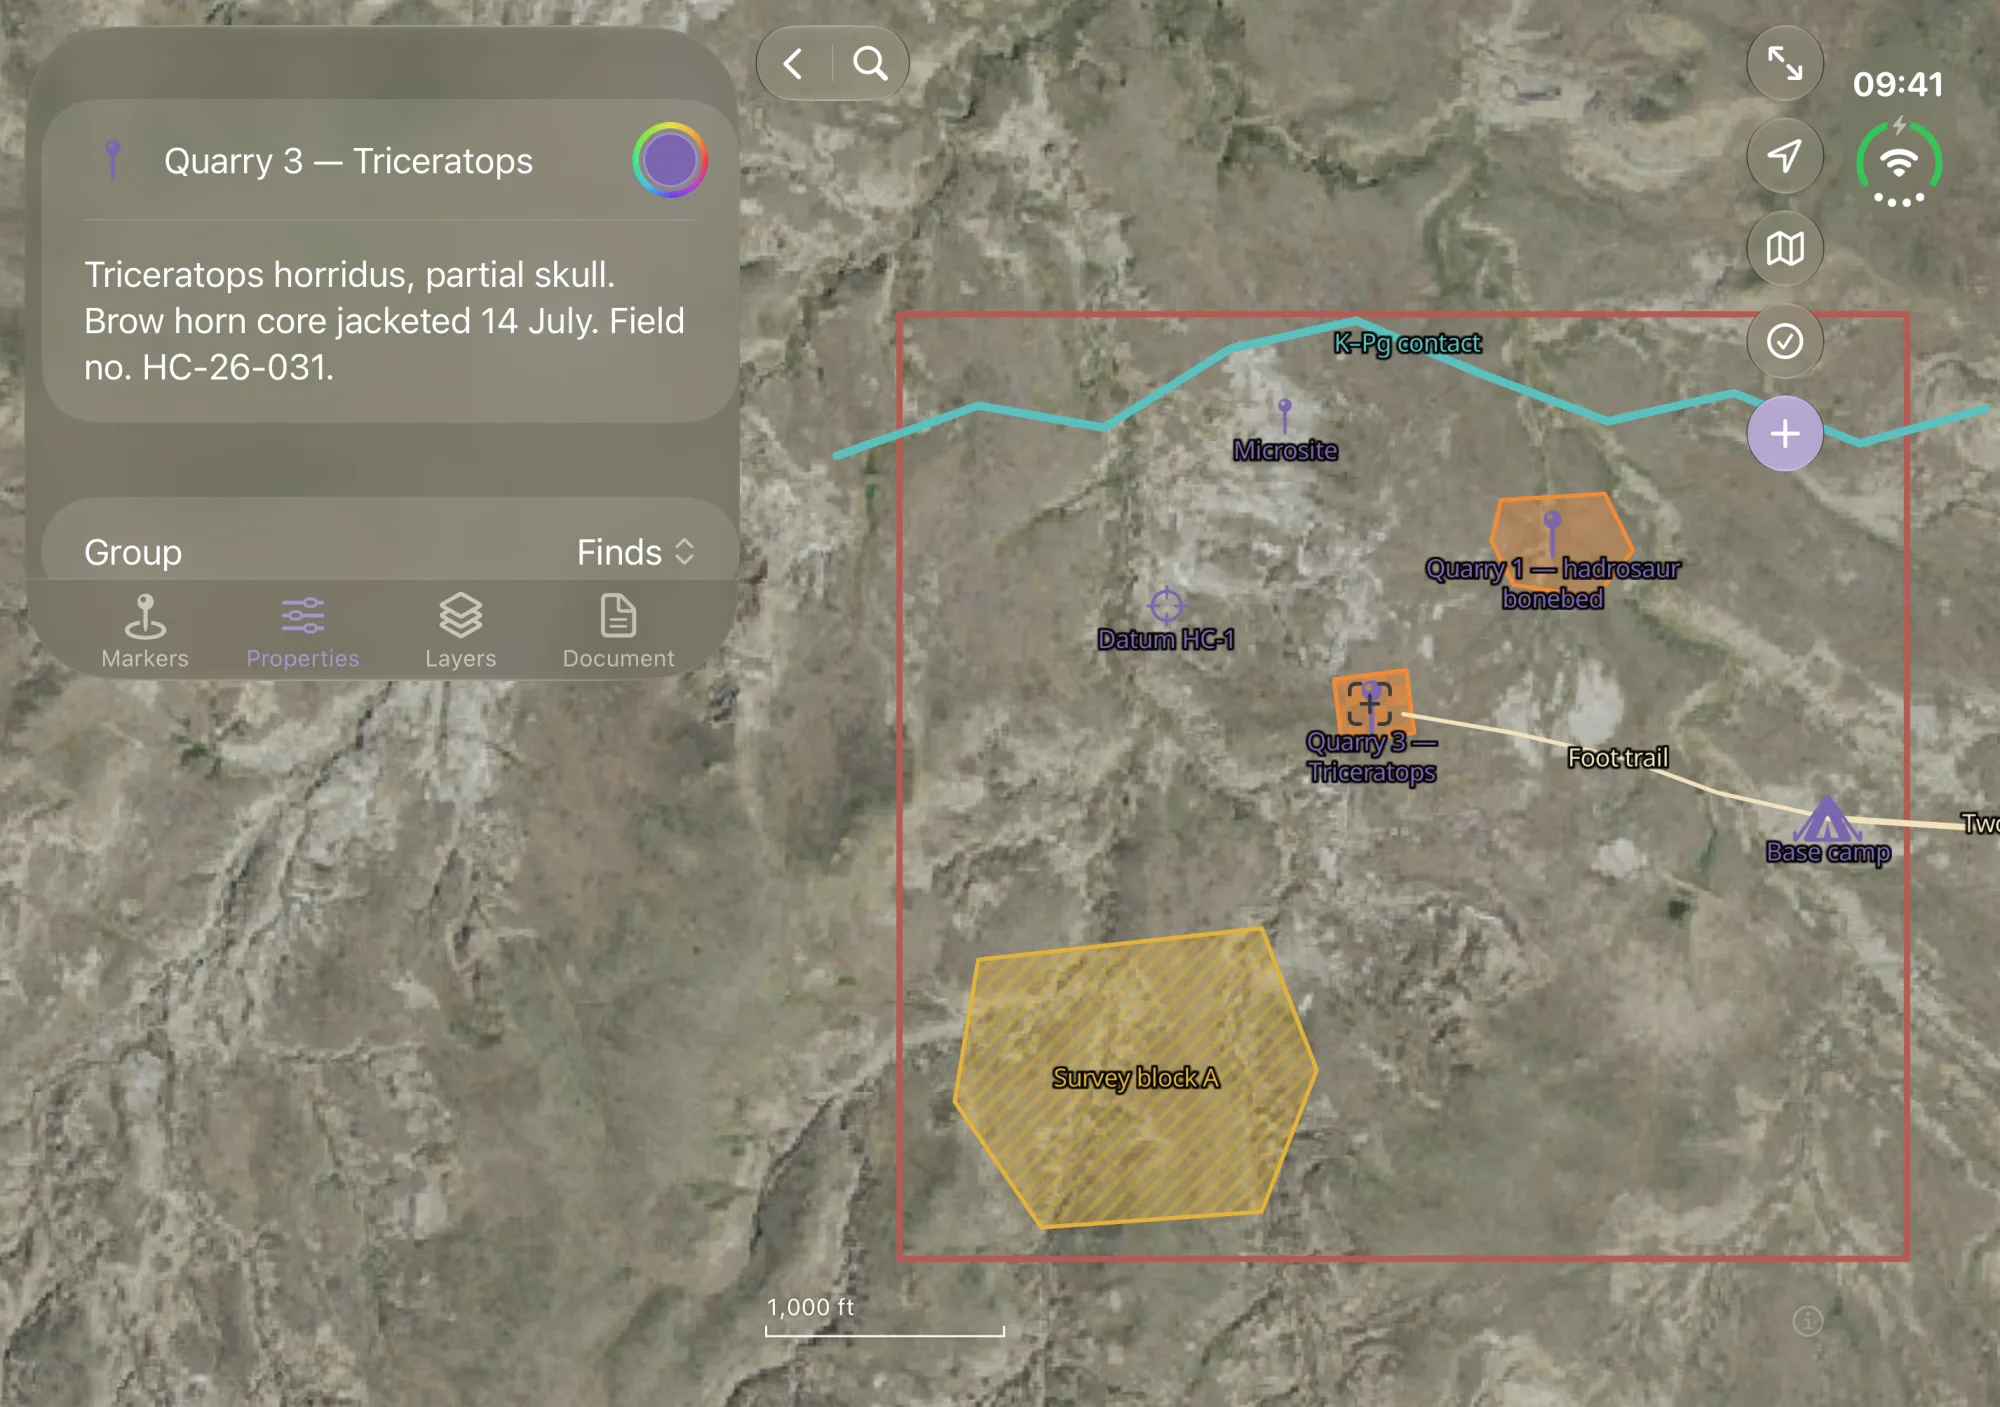 09:41
Quarry 3 — Triceratops
Triceratops horridus, partial skull.
Brow horn core jacketed 14 July. Field
no. HC-26-031.
Group
Finds
Markers
Properties
Layers
Document
K-Pg contact
Microsite
Quarry 1 — hadrosaur
bonebed
Datum HC-1
Quarry 3 —
Triceratops
Foot trail
Two
Base camp
Survey block A
1,000 ft